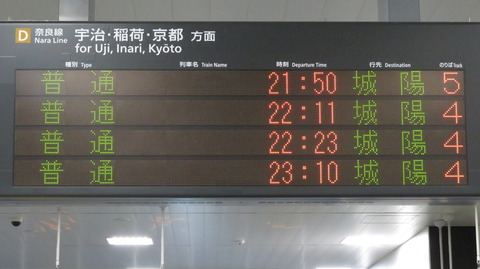 D 奈良線 宇治・稲荷・京都 方面
Nara Line for Uji, Inari, Kyōto
種別 Type 列車名 Train Name 時刻 Departure Time 行先 Destination のりば Track
普通 21:50 城陽 5
普通 22:11 城陽 4
普通 22:23 城陽 4
普通 23:10 城陽 4